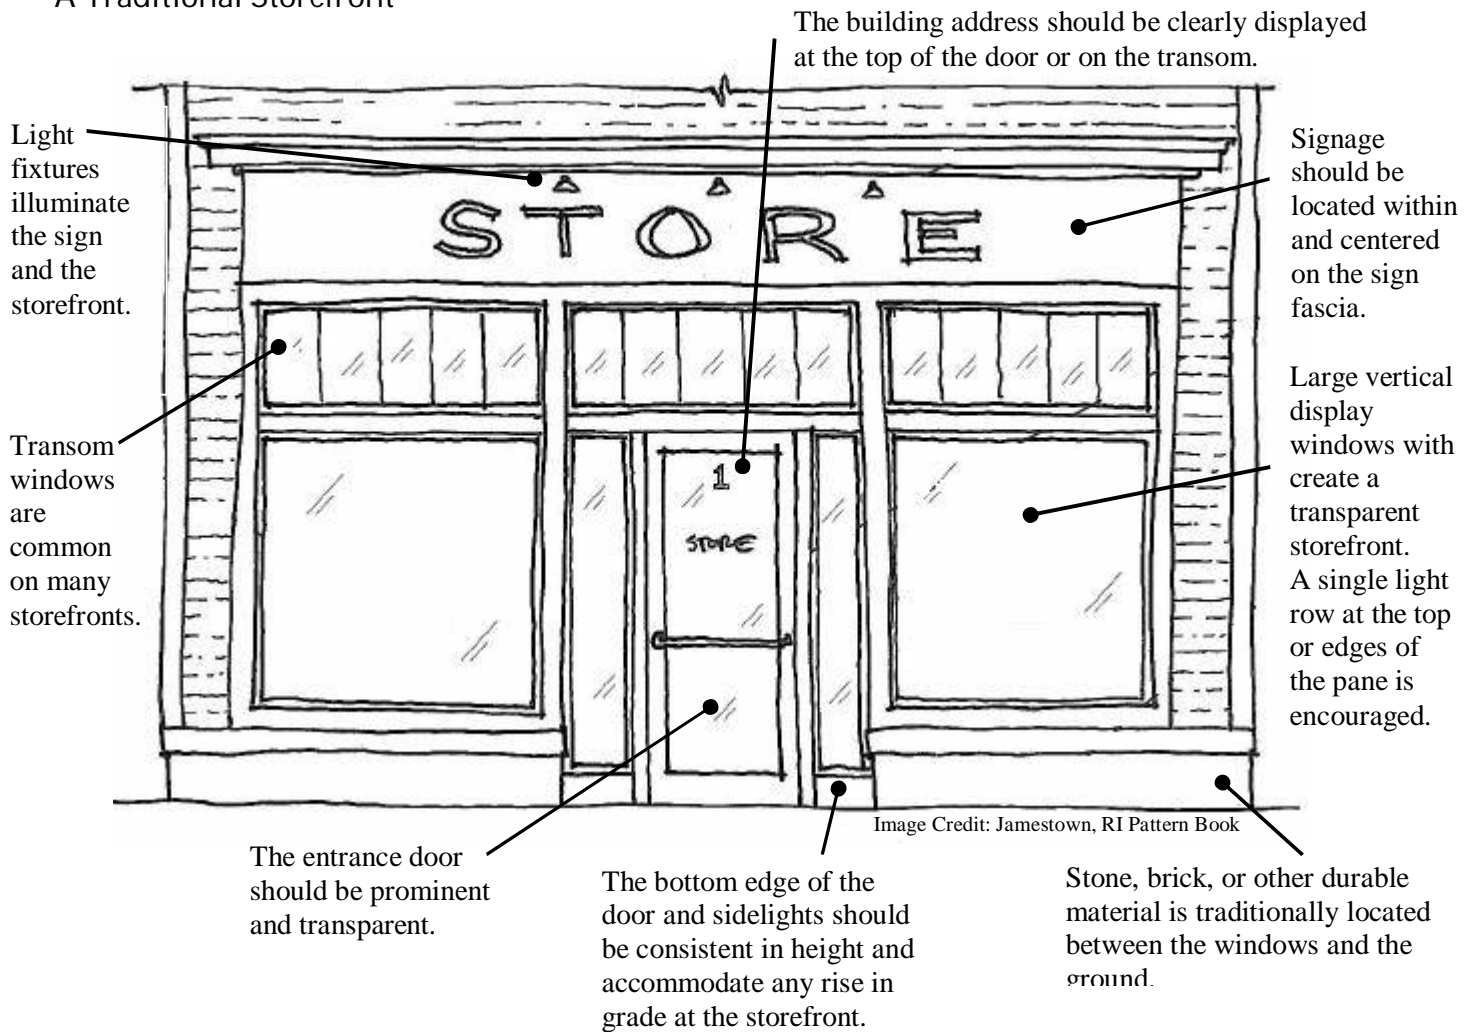 A Traditional Storefront
The building address should be clearly displayed
at the top of the door or on the transom.
Light
fixtures
illuminate
the sign
and the
storefront.
Signage
should be
located within
and centered
on the sign
fascia.
STORE
Transom
windows
are
common
on many
storefronts.
Large vertical
display
windows with
create a
transparent
storefront.
A single light
row at the top
or edges of
the pane is
encouraged.
1
STORE
Image Credit: Jamestown, RI Pattern Book
The entrance door
should be prominent
and transparent.
The bottom edge of the
door and sidelights should
be consistent in height and
accommodate any rise in
grade at the storefront.
Stone, brick, or other durable
material is traditionally located
between the windows and the
ground.